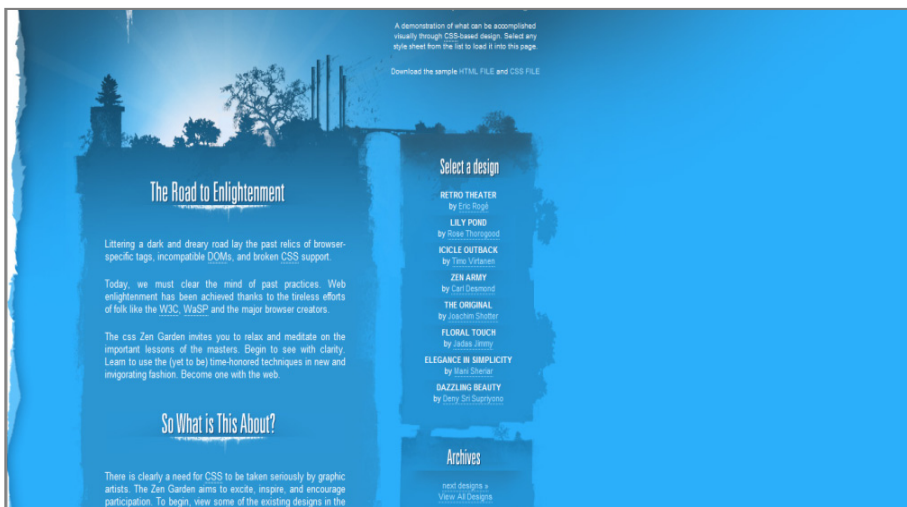 A demonstration of what can be accomplished
visually through CSS-based design. Select any
style sheet from the list to load it into this page.
Download the sample HTML FILE and CSS FILE
The Road to Enlightenment
Littering a dark and dreary road lay the past relics of browser-
specific tags, incompatible DOMs, and broken CSS support.
Today, we must clear the mind of past practices. Web
enlightenment has been achieved thanks to the tireless efforts
of folk like the W3C, WaSP and the major browser creators.
The css Zen Garden invites you to relax and meditate on the
important lessons of the masters. Begin to see with clarity.
Learn to use the (yet to be) time-honored techniques in new and
invigorating fashion. Become one with the web.
So What is This About?
There is clearly a need for CSS to be taken seriously by graphic
artists. The Zen Garden aims to excite, inspire, and encourage
participation. To begin, view some of the existing designs in the
Select a design
RETRO THEATER
by Eric Rogé
LILY POND
by Rose Thorogood
ICICLE OUTBACK
by Timo Virtanen
ZEN ARMY
by Carl Desmond
THE ORIGINAL
by Joachim Shotter
FLORAL TOUCH
by Jadas Jimmy
ELEGANCE IN SIMPLICITY
by Mani Sheriar
DAZZLING BEAUTY
by Deny Sri Supriyono
Archives
next designs »
View All Designs